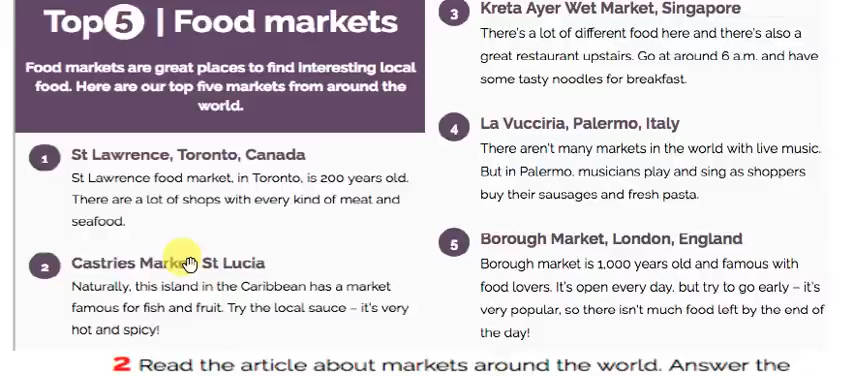 Top 5 | Food markets
Food markets are great places to find interesting local
food. Here are our top five markets from around the
world.
1 St Lawrence, Toronto, Canada
St Lawrence food market, in Toronto, is 200 years old.
There are a lot of shops with every kind of meat and
seafood.
2 Castries Market, St Lucia
Naturally, this island in the Caribbean has a market
famous for fish and fruit. Try the local sauce – it's very
hot and spicy!
3 Kreta Ayer Wet Market, Singapore
There's a lot of different food here and there's also a
great restaurant upstairs. Go at around 6 a.m. and have
some tasty noodles for breakfast.
4 La Vucciria, Palermo, Italy
There aren't many markets in the world with live music.
But in Palermo, musicians play and sing as shoppers
buy their sausages and fresh pasta.
5 Borough Market, London, England
Borough market is 1,000 years old and famous with
food lovers. It's open every day, but try to go early – it's
very popular, so there isn't much food left by the end of
the day!
2 Read the article about markets around the world. Answer the